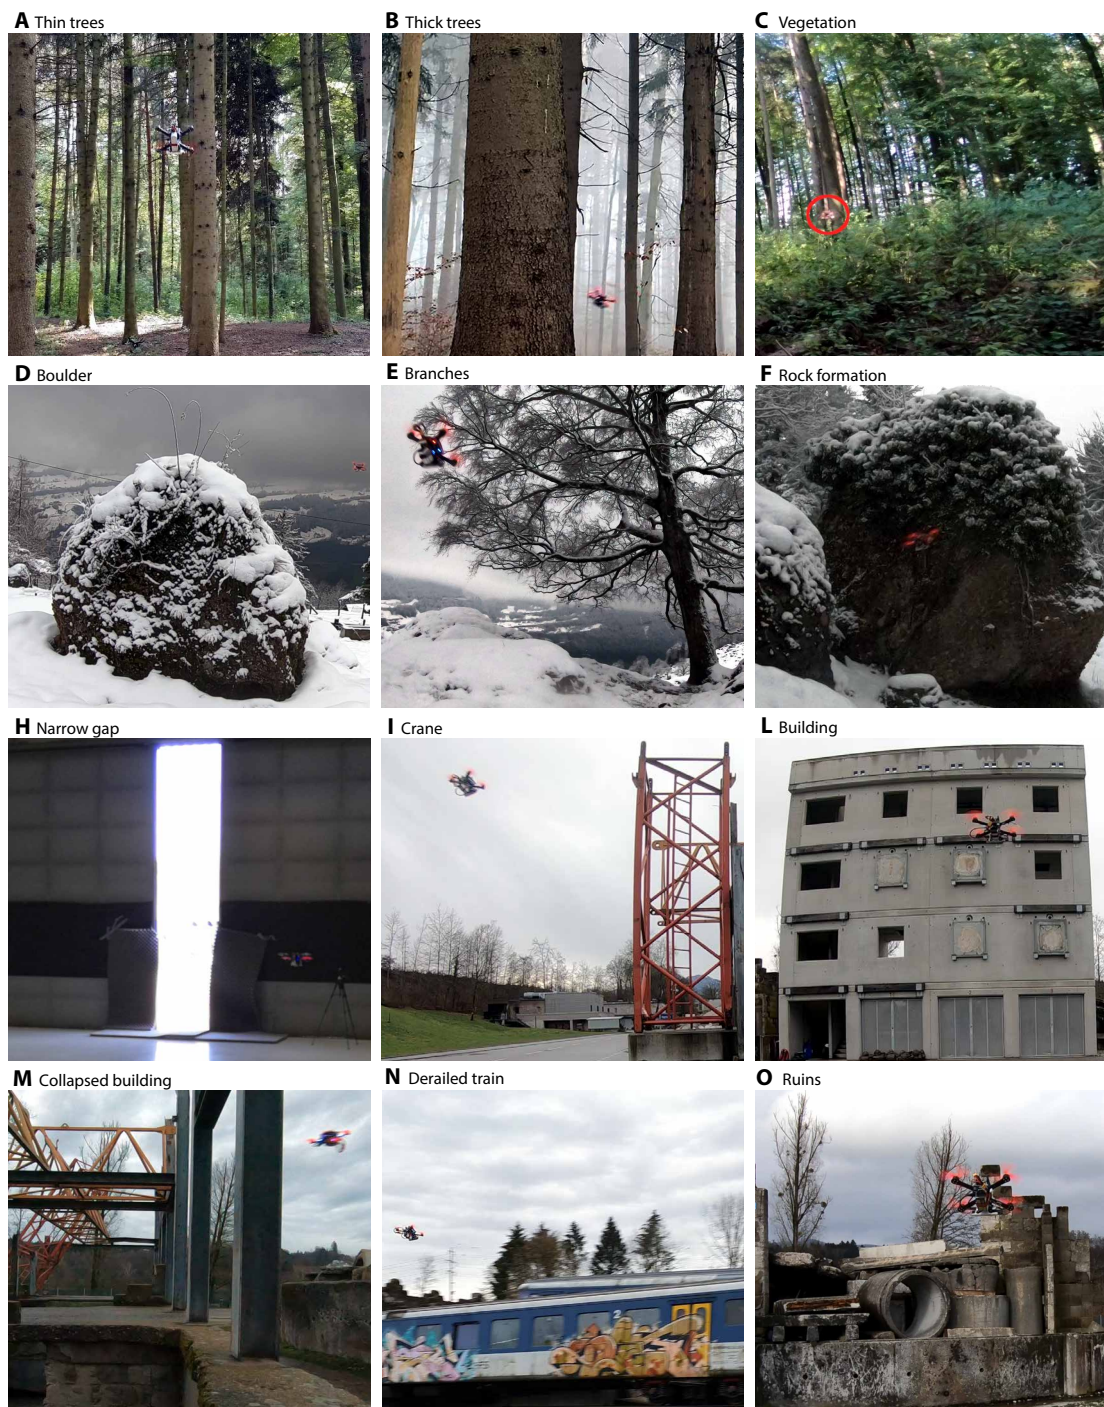 A Thin trees
B Thick trees
C Vegetation
D Boulder
E Branches
F Rock formation
H Narrow gap
I Crane
L Building
M Collapsed building
N Derailed train
O Ruins